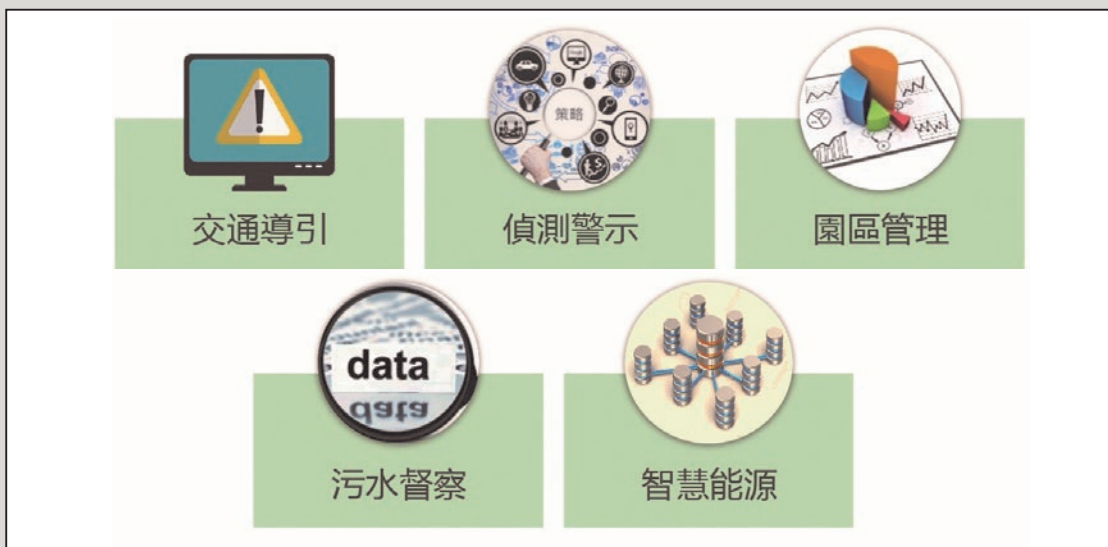 策略
交通導引
偵測警示
園區管理
data
data
污水督察
智慧能源